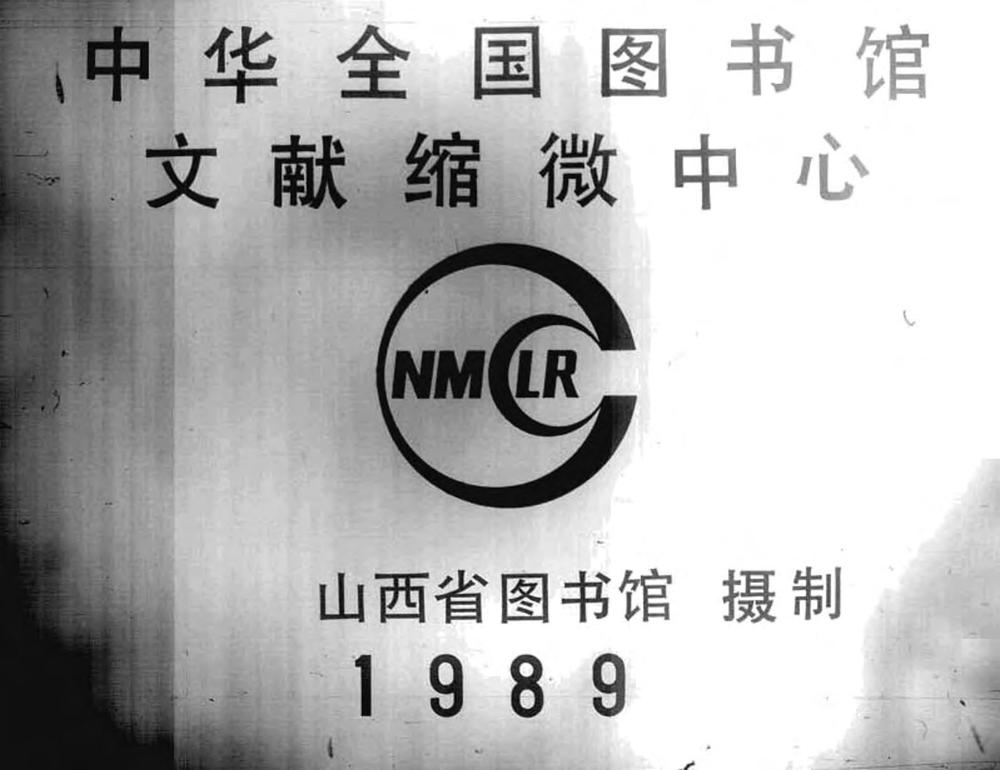 中华全国图书馆
文献缩微中心
NMCLR
山西省图书馆 摄制
1989